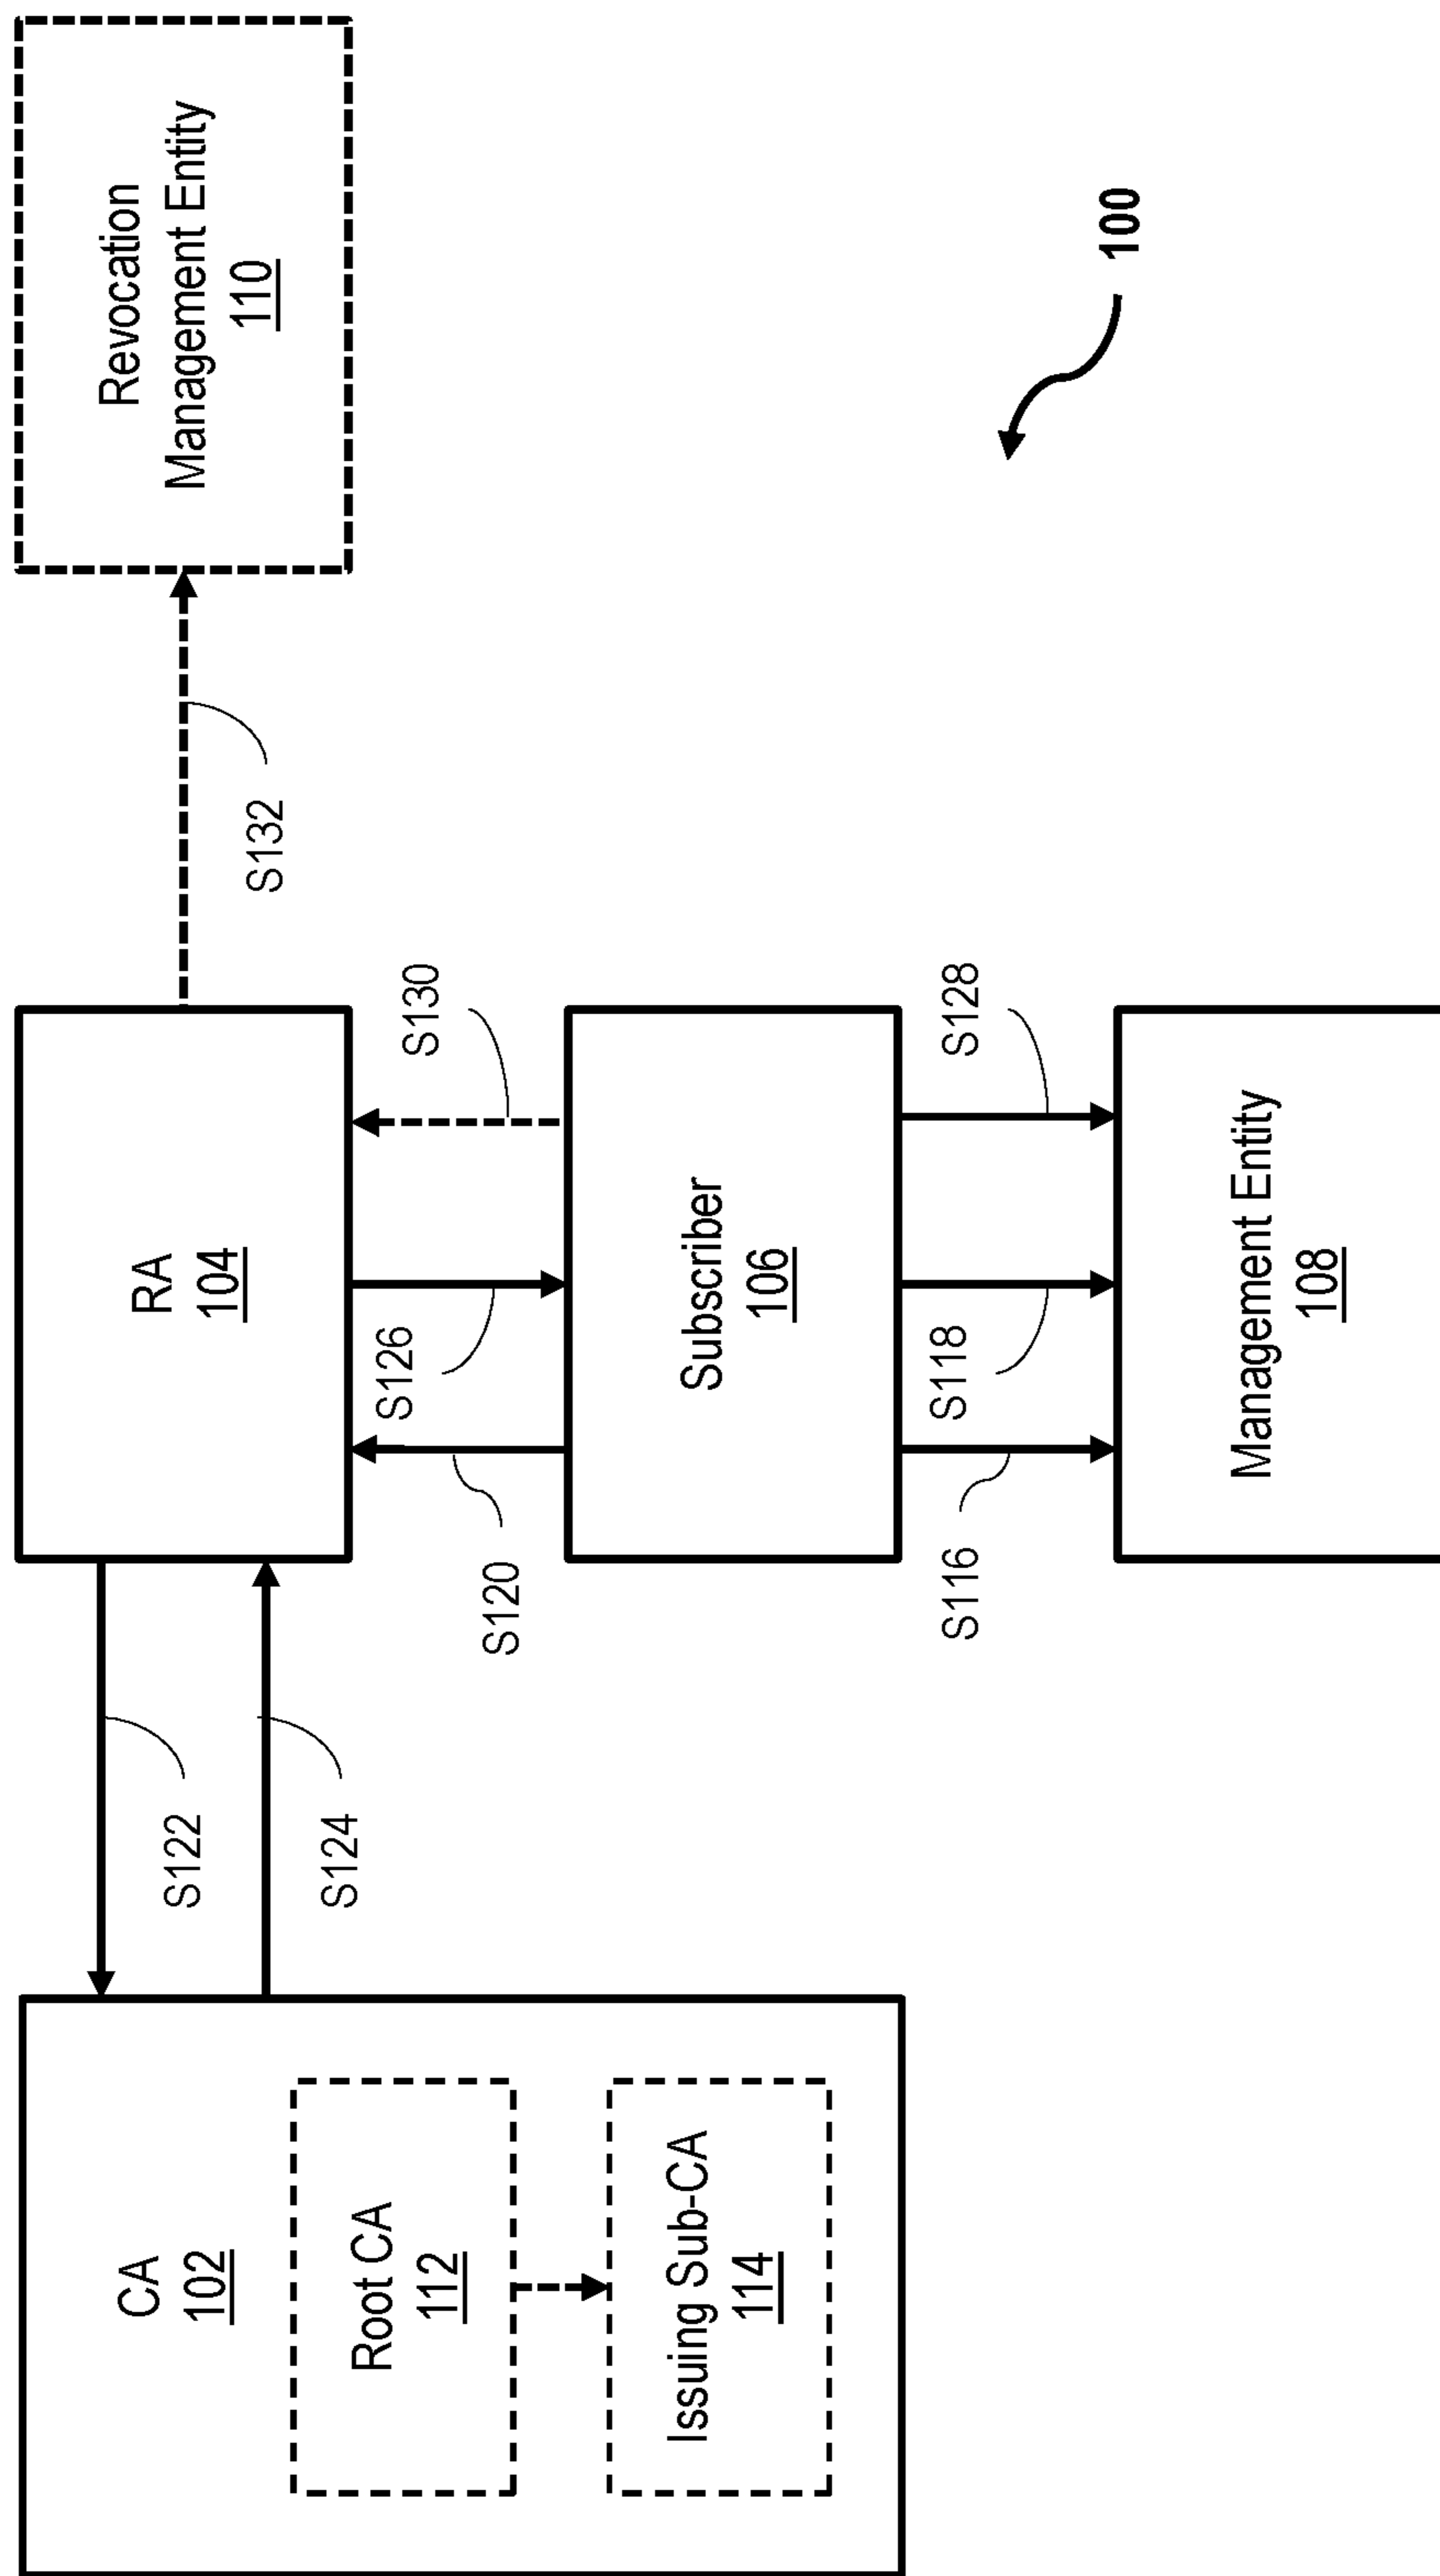 CA
102
Root CA
112
Issuing Sub-CA
114
S122
S124
RA
104
S120
S126
S130
Subscriber
106
S116
S118
S128
Management Entity
108
S132
Revocation
Management Entity
110
100